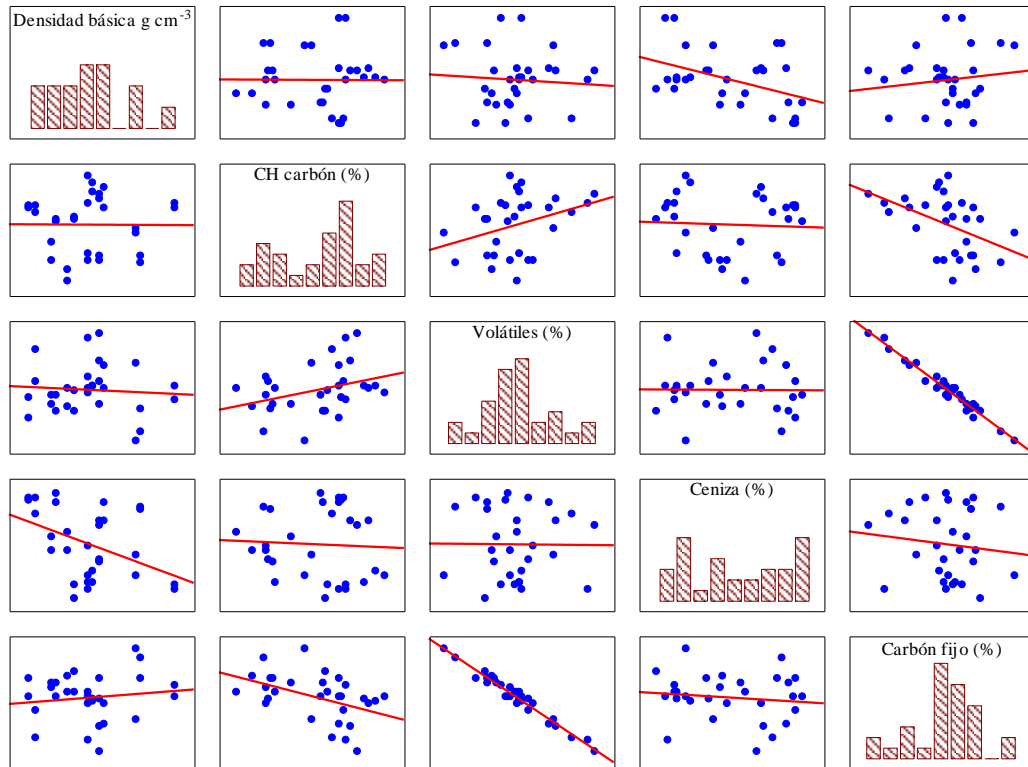 Densidad básica g cm⁻³
CH carbón (%)
Volátiles (%)
Ceniza (%)
Carbón fijo (%)